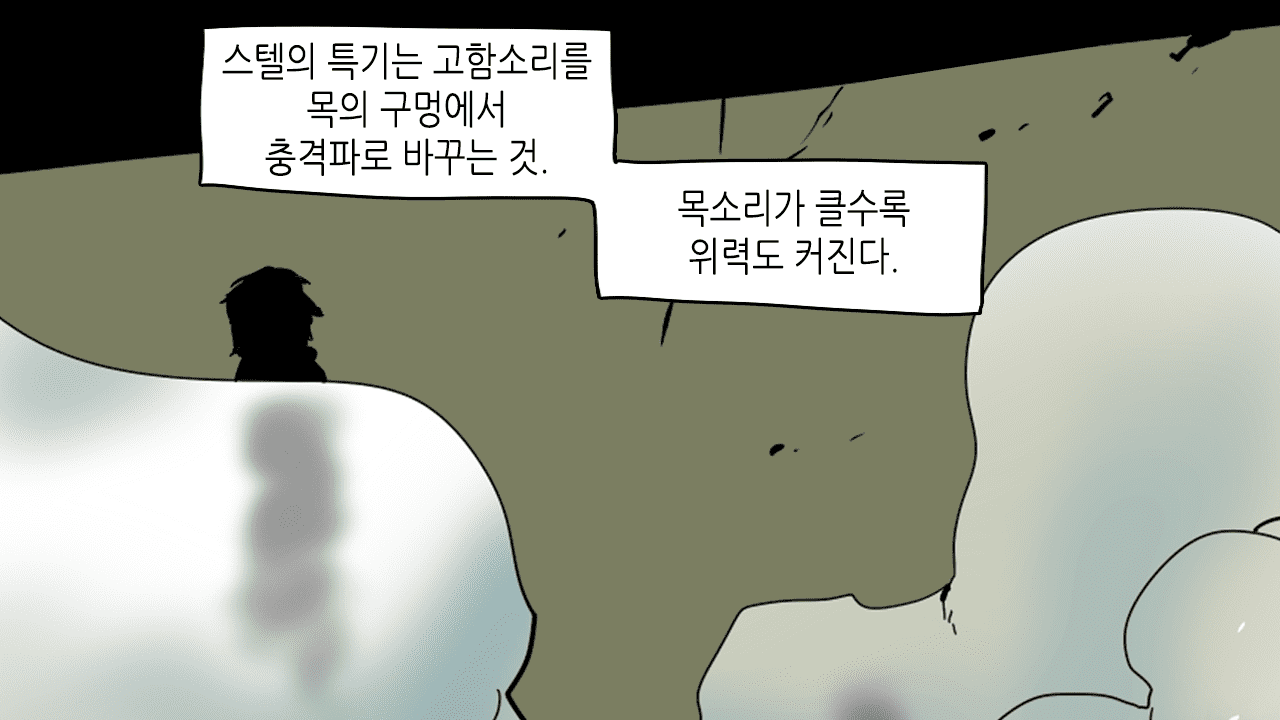 스텔의 특기는 고함소리를
목의 구멍에서
충격파로 바꾸는 것.
목소리가 클수록
위력도 커진다.